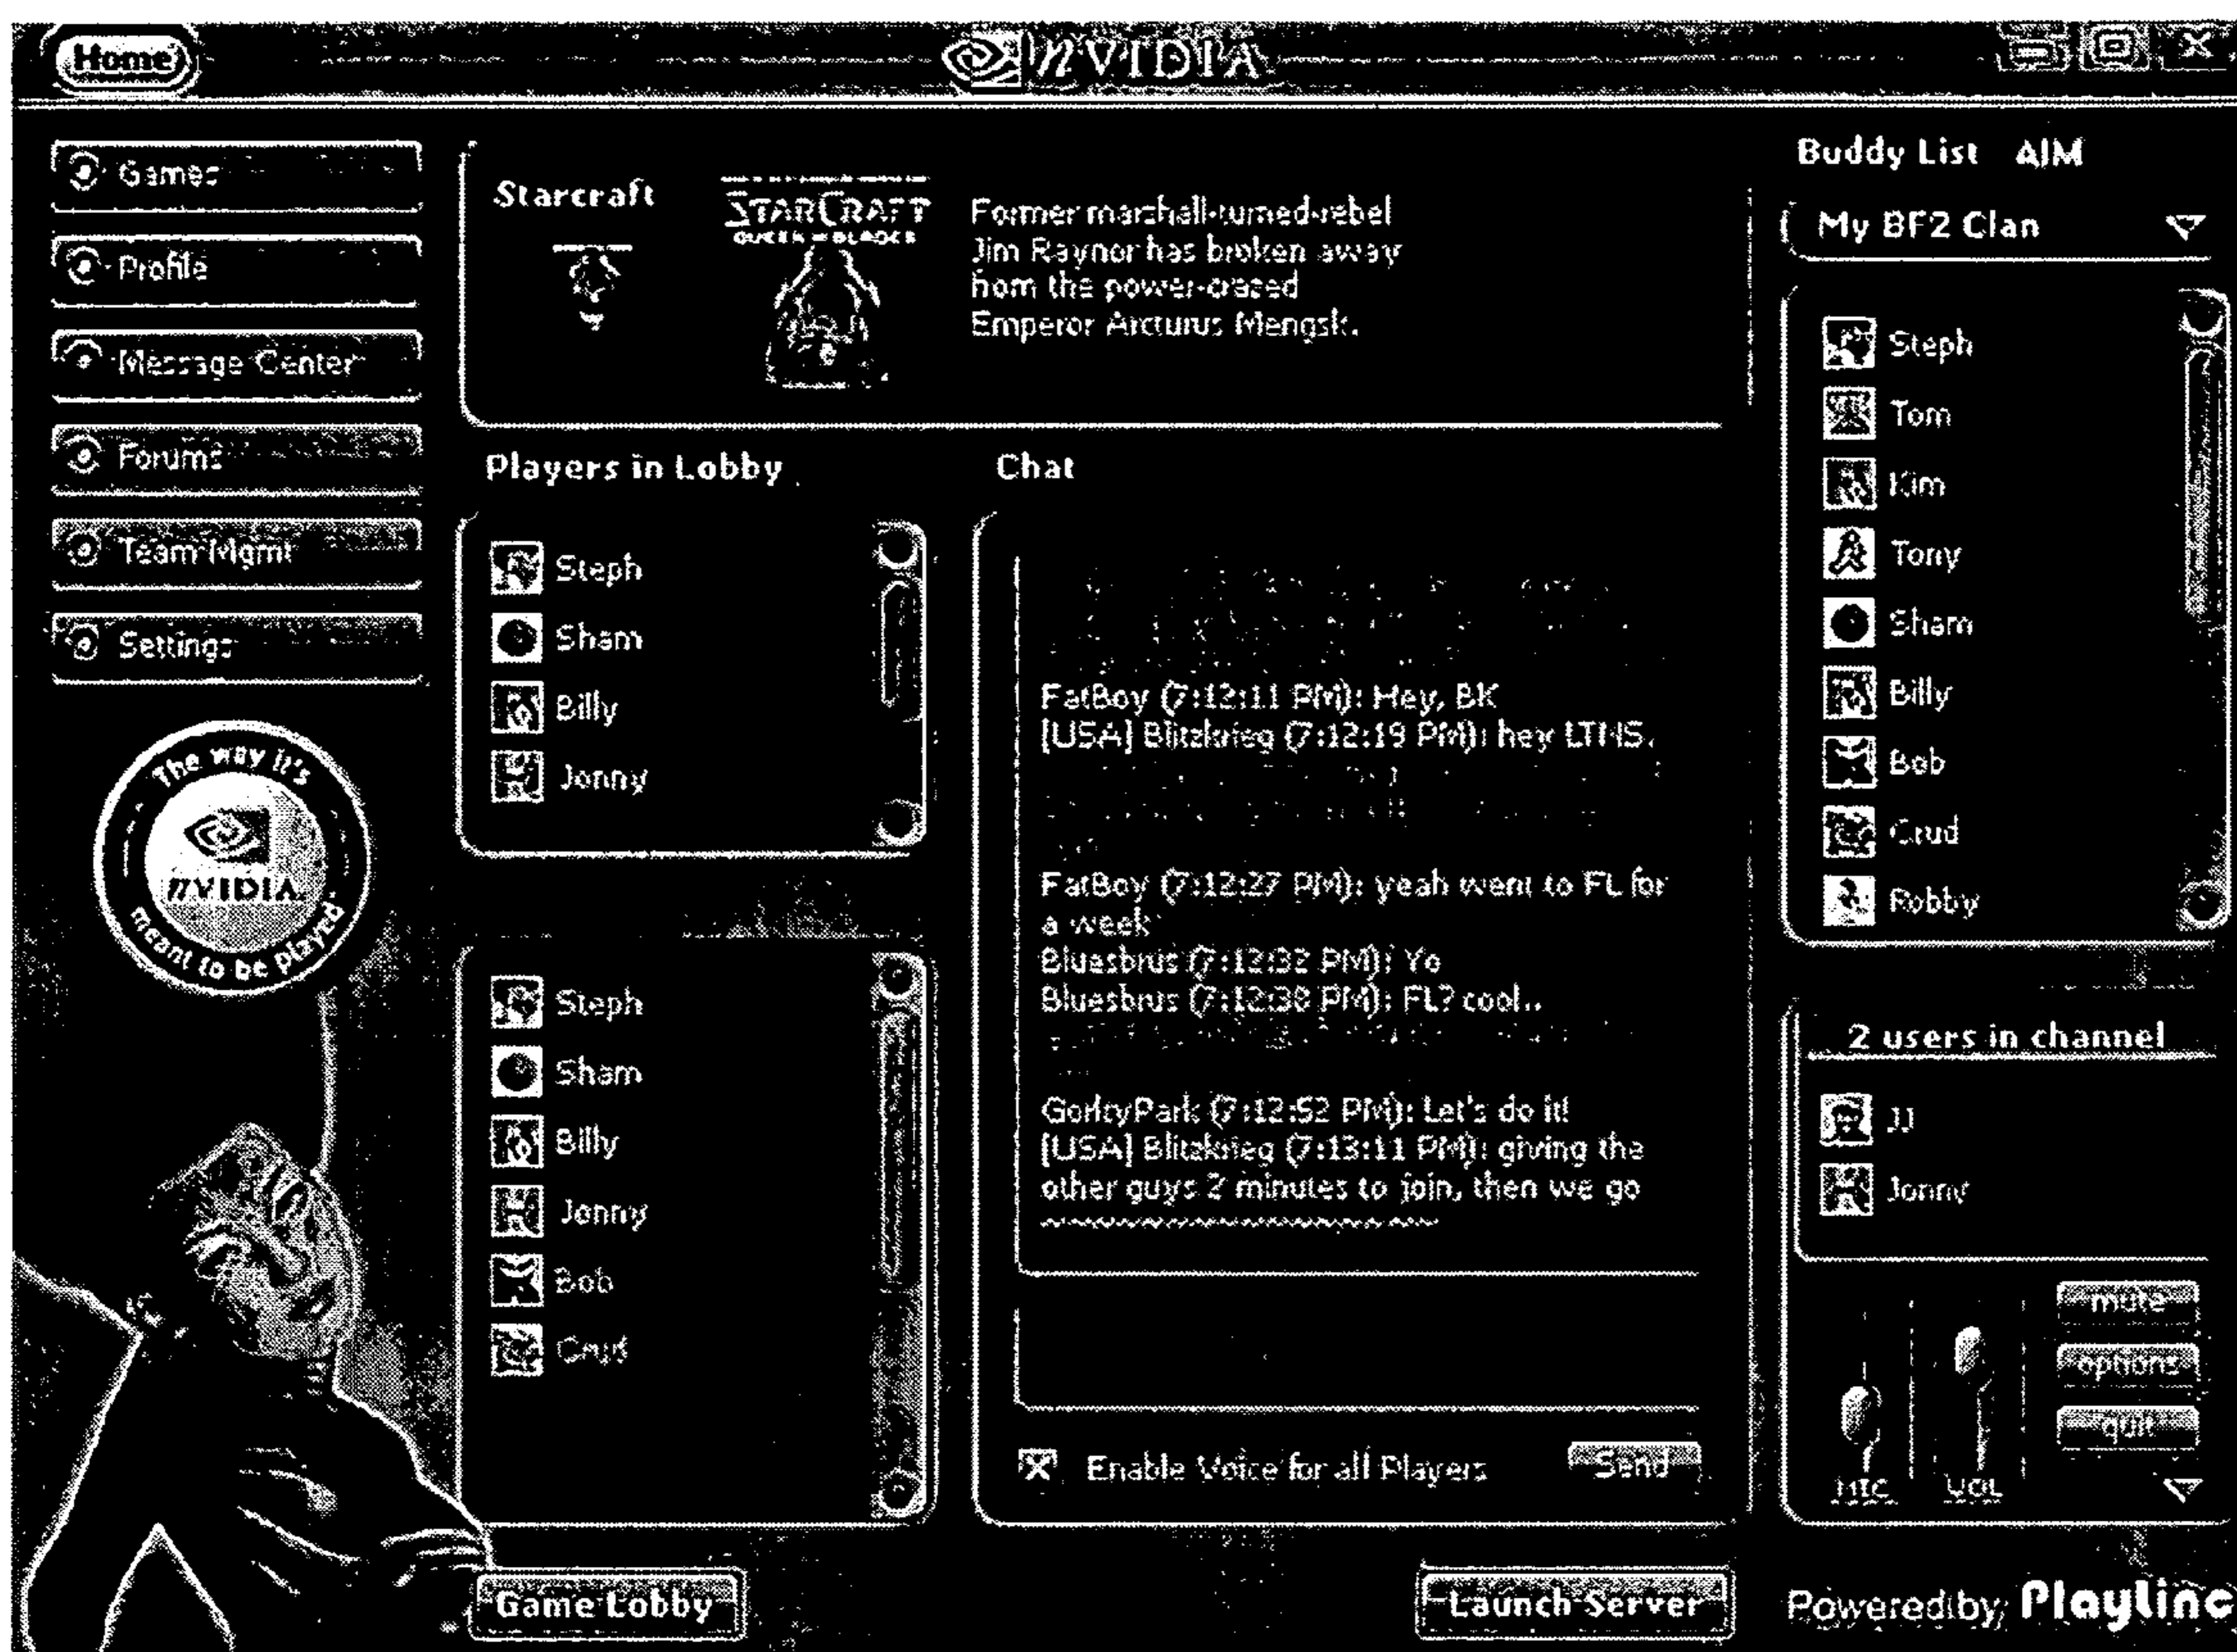 Home
nVIDIA
Games
Profile
Message Center
Forums
Team Mgmt
Settings
The way it's
nVIDIA.
meant to be played
Starcraft
STARCRAFT
QUEEN of BLADES
Former marshall-turned-rebel
Jim Raynor has broken away
from the power-crazed
Emperor Arcturus Mengsk.
Players in Lobby
Steph
Sham
Billy
Jonny
Steph
Sham
Billy
Jonny
Bob
Crud
Chat
FatBoy (7:12:11 PM): Hey, BK
[USA] Blitzkrieg (7:12:19 PM): hey LTNS.
FatBoy (7:12:27 PM): yeah went to FL for
a week
Bluesbrus (7:12:32 PM): Yo
Bluesbrus (7:12:38 PM): FL? cool..
GorkyPark (7:12:52 PM): Let's do it!
[USA] Blitzkrieg (7:13:11 PM): giving the
other guys 2 minutes to join, then we go
Enable Voice for all Players
Send
Buddy List AIM
My BF2 Clan
Steph
Tom
Kim
Tony
Sham
Billy
Bob
Crud
Robby
2 users in channel
JJ
Jonny
mute
options
quit
MIC VOL
Game Lobby
Launch Server
Powered by PlayLinc